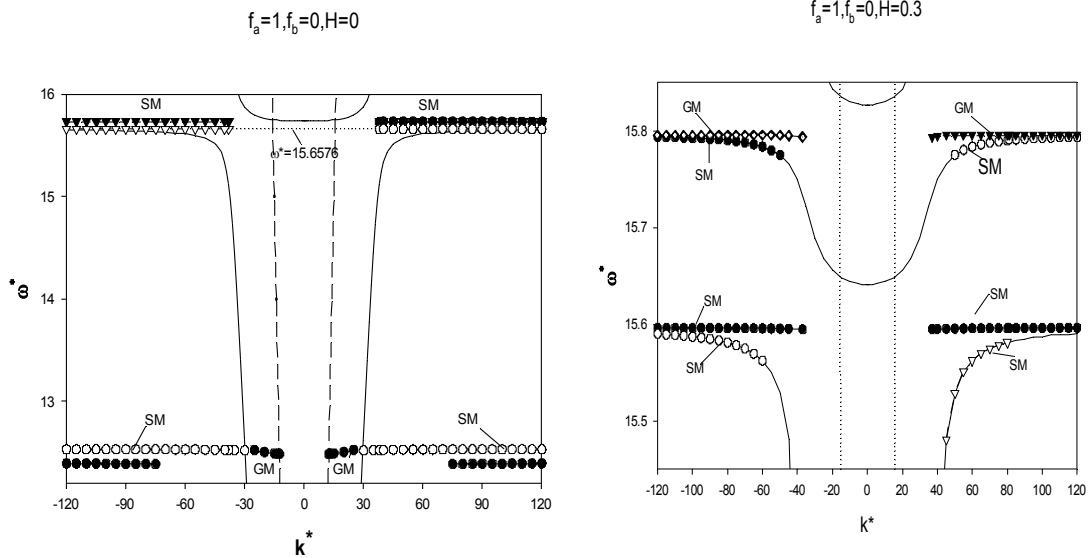 f_a=1,f_b=0,H=0
16
15
14
13
ω*
SM
SM
ω*=15.6576
SM
SM
GM
GM
-120
-90
-60
-30
0
30
60
90
120
k*
f_a=1,f_b=0,H=0.3
15.8
15.7
15.6
15.5
ω*
GM
GM
SM
SM
SM
SM
SM
SM
-120
-100
-80
-60
-40
-20
0
20
40
60
80
100
120
k*